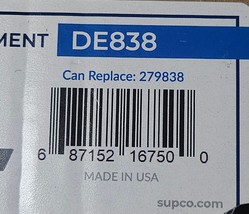 MENT DE838
Can Replace: 279838
6 87152 16750 0
MADE IN USA
supco.com